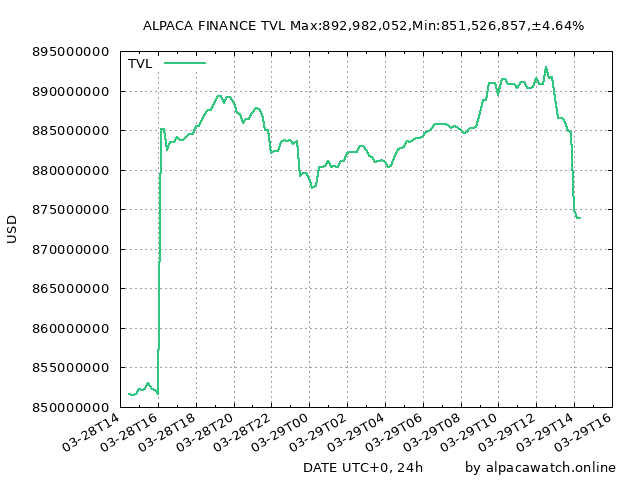 ALPACA FINANCE TVL Max:892,982,052,Min:851,526,857,±4.64%
TVL
895000000
890000000
885000000
880000000
875000000
870000000
865000000
860000000
855000000
850000000
USD
03-28T14
03-28T16
03-28T18
03-28T20
03-28T22
03-29T00
03-29T02
03-29T04
03-29T06
03-29T08
03-29T10
03-29T12
03-29T14
03-29T16
DATE UTC+0, 24h
by alpacawatch.online